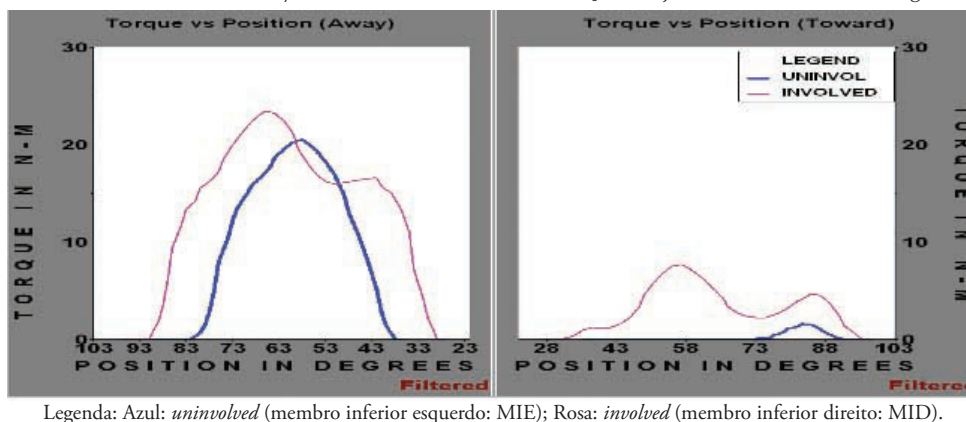 Torque vs Position (Away)
30
20
10
0
TORQUE IN N-M
103 93 83 73 63 53 43 33 23
POSITION IN DEGREES
Filtered
Torque vs Position (Toward)
LEGEND
UNINVOL
INVOLVED
30
20
10
0
TORQUE IN N-M
28 43 58 73 88 103
POSITION IN DEGREES
Filtered
Legenda: Azul: uninvolved (membro inferior esquerdo: MIE); Rosa: involved (membro inferior direito: MID).